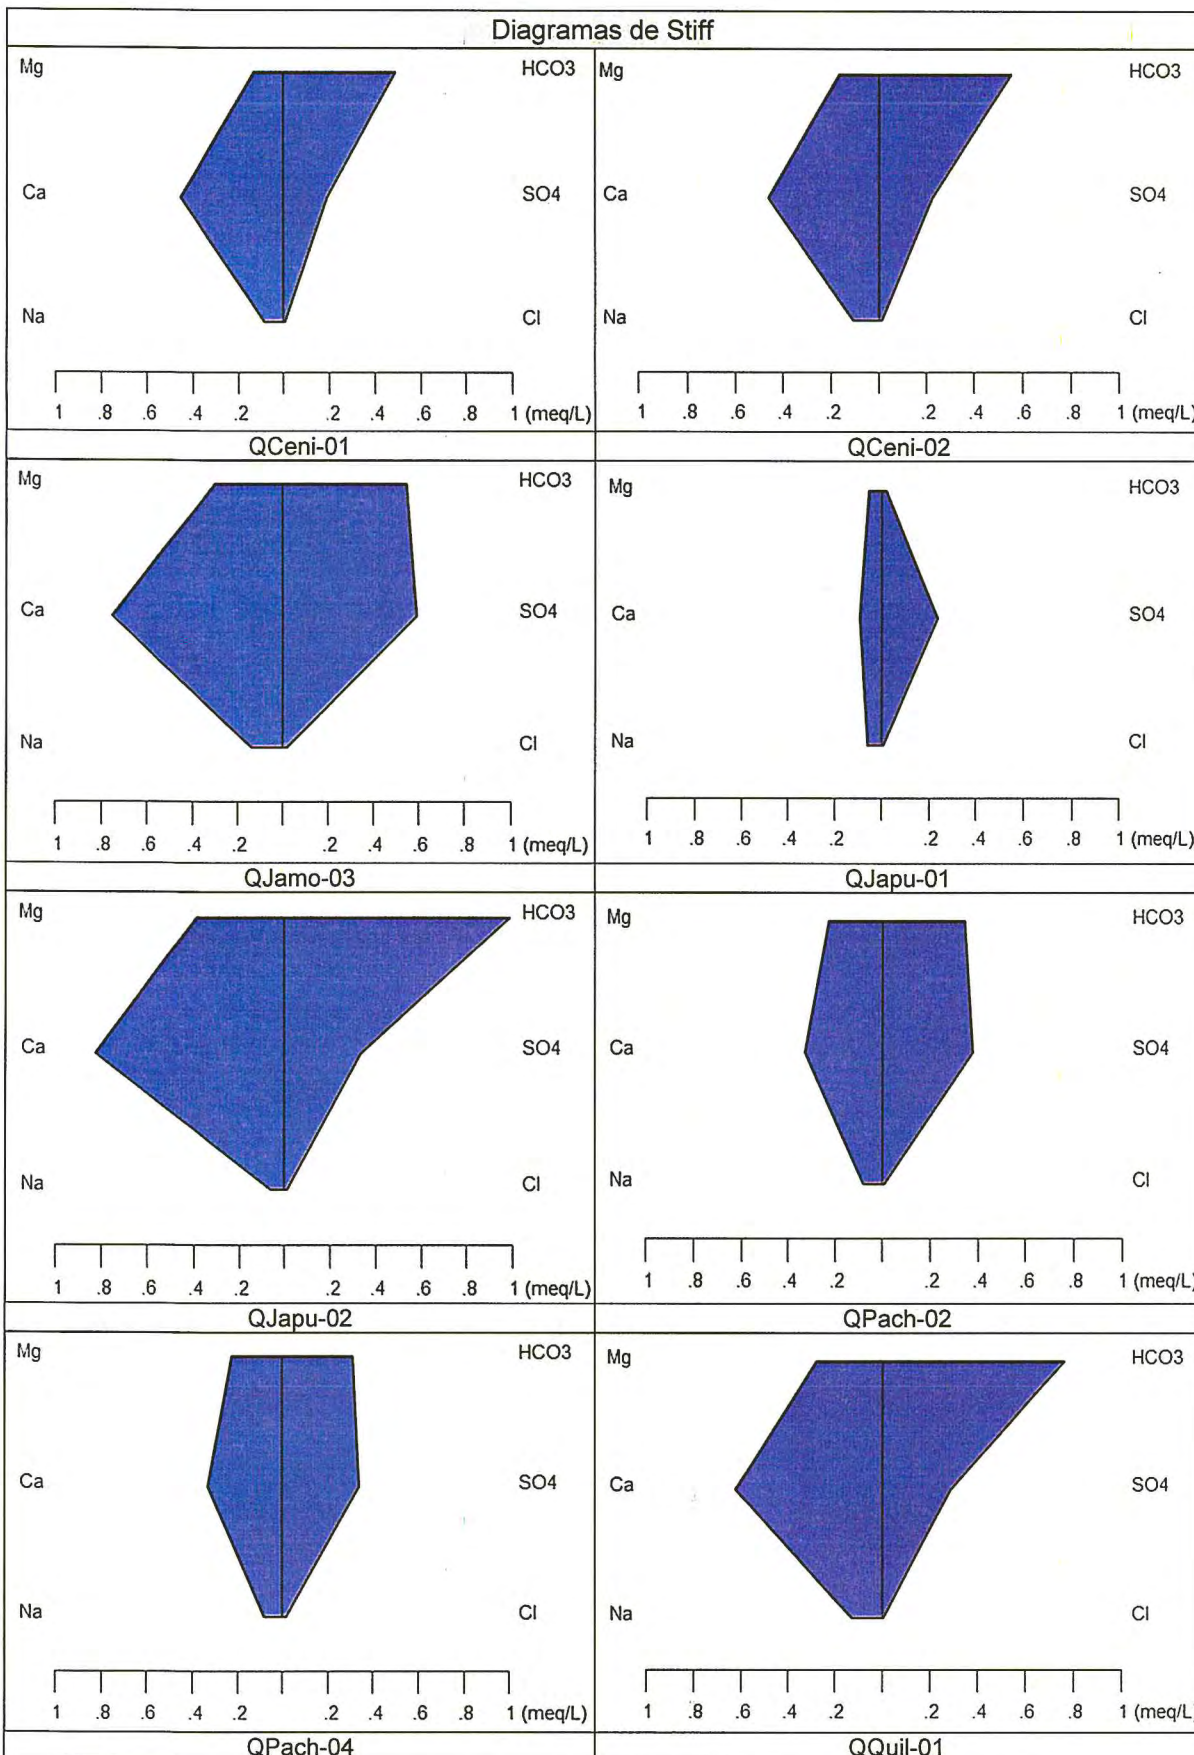 Diagramas de Stiff
Mg HCO3
Ca SO4
Na Cl
1 .8 .6 .4 .2 .2 .4 .6 .8 1 (meq/L)
QCeni-01
Mg HCO3
Ca SO4
Na Cl
1 .8 .6 .4 .2 .2 .4 .6 .8 1 (meq/L)
QCeni-02
Mg HCO3
Ca SO4
Na Cl
1 .8 .6 .4 .2 .2 .4 .6 .8 1 (meq/L)
QJamo-03
Mg HCO3
Ca SO4
Na Cl
1 .8 .6 .4 .2 .2 .4 .6 .8 1 (meq/L)
QJapu-01
Mg HCO3
Ca SO4
Na Cl
1 .8 .6 .4 .2 .2 .4 .6 .8 1 (meq/L)
QJapu-02
Mg HCO3
Ca SO4
Na Cl
1 .8 .6 .4 .2 .2 .4 .6 .8 1 (meq/L)
QPach-02
Mg HCO3
Ca SO4
Na Cl
1 .8 .6 .4 .2 .2 .4 .6 .8 1 (meq/L)
QPach-04
Mg HCO3
Ca SO4
Na Cl
1 .8 .6 .4 .2 .2 .4 .6 .8 1 (meq/L)
QQuil-01